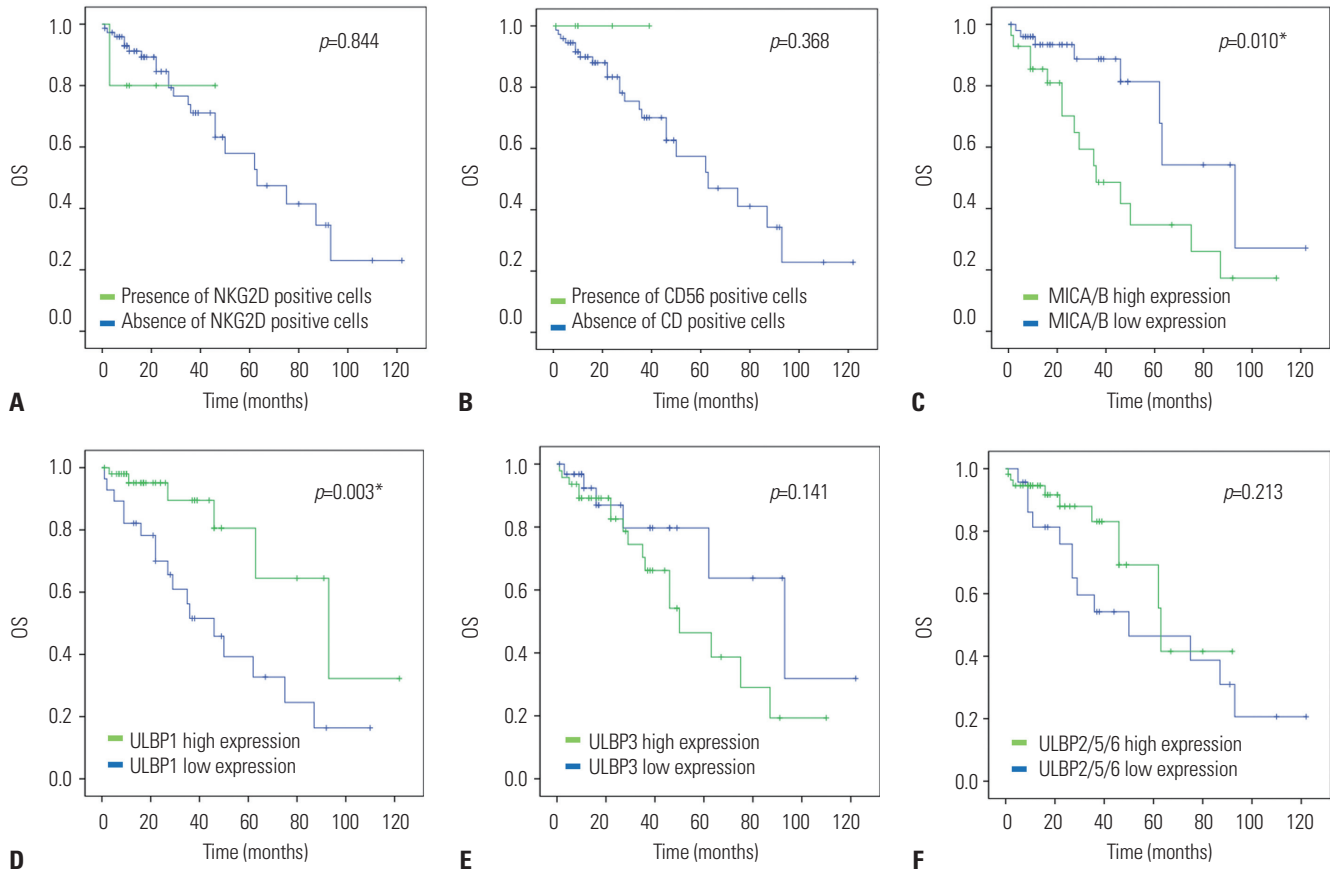 1.0
0.8
0.6
0.4
0.2
0.0
OS
p=0.844
Presence of NKG2D positive cells
Absence of NKG2D positive cells
0 20 40 60 80 100 120
Time (months)
A
1.0
0.8
0.6
0.4
0.2
0.0
OS
p=0.368
Presence of CD56 positive cells
Absence of CD positive cells
0 20 40 60 80 100 120
Time (months)
B
1.0
0.8
0.6
0.4
0.2
0.0
OS
p=0.010*
MICA/B high expression
MICA/B low expression
0 20 40 60 80 100 120
Time (months)
C
1.0
0.8
0.6
0.4
0.2
0.0
OS
p=0.003*
ULBP1 high expression
ULBP1 low expression
0 20 40 60 80 100 120
Time (months)
D
1.0
0.8
0.6
0.4
0.2
0.0
OS
p=0.141
ULBP3 high expression
ULBP3 low expression
0 20 40 60 80 100 120
Time (months)
E
1.0
0.8
0.6
0.4
0.2
0.0
OS
p=0.213
ULBP2/5/6 high expression
ULBP2/5/6 low expression
0 20 40 60 80 100 120
Time (months)
F